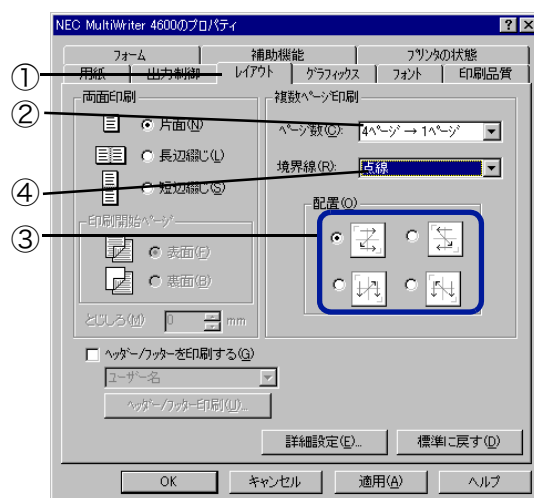 NEC MultiWriter 4600のプロパティ
フォーム 補助機能 プリンタの状態
用紙 出力制御 レイアウト グラフィックス フォント 印刷品質
①
両面印刷
片面(N)
長辺綴じ(L)
短辺綴じ(S)
印刷開始ページ
表面(F)
裏面(B)
とじしろ(M) 0 mm
複数ページ印刷
②
ページ数(C): 4ページ → 1ページ
④
境界線(R): 点線
③
配置(O)
ヘッダー/フッターを印刷する(G)
ユーザー名
ヘッダー/フッター印刷(U)...
詳細設定(E)... 標準に戻す(D)
OK キャンセル 適用(A) ヘルプ